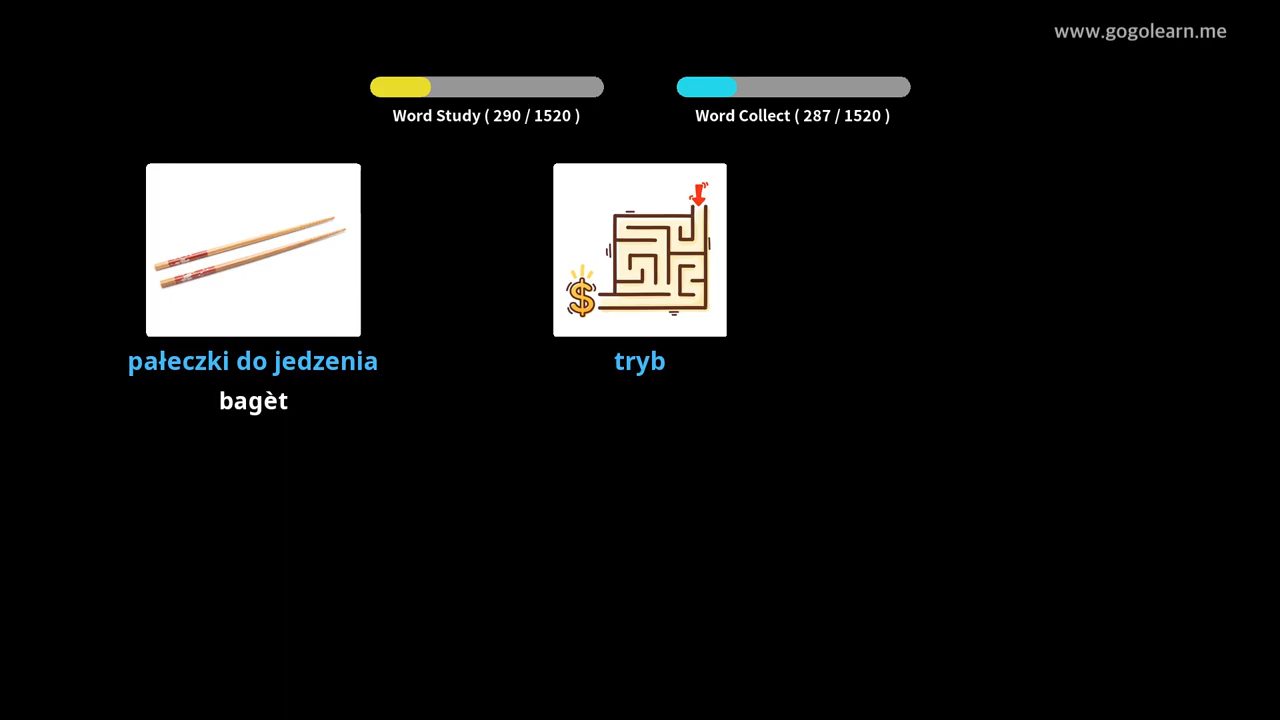 www.gogolearn.me
Word Study ( 290 / 1520 )
Word Collect ( 287 / 1520 )
$
pałeczki do jedzenia
tryb
bagèt